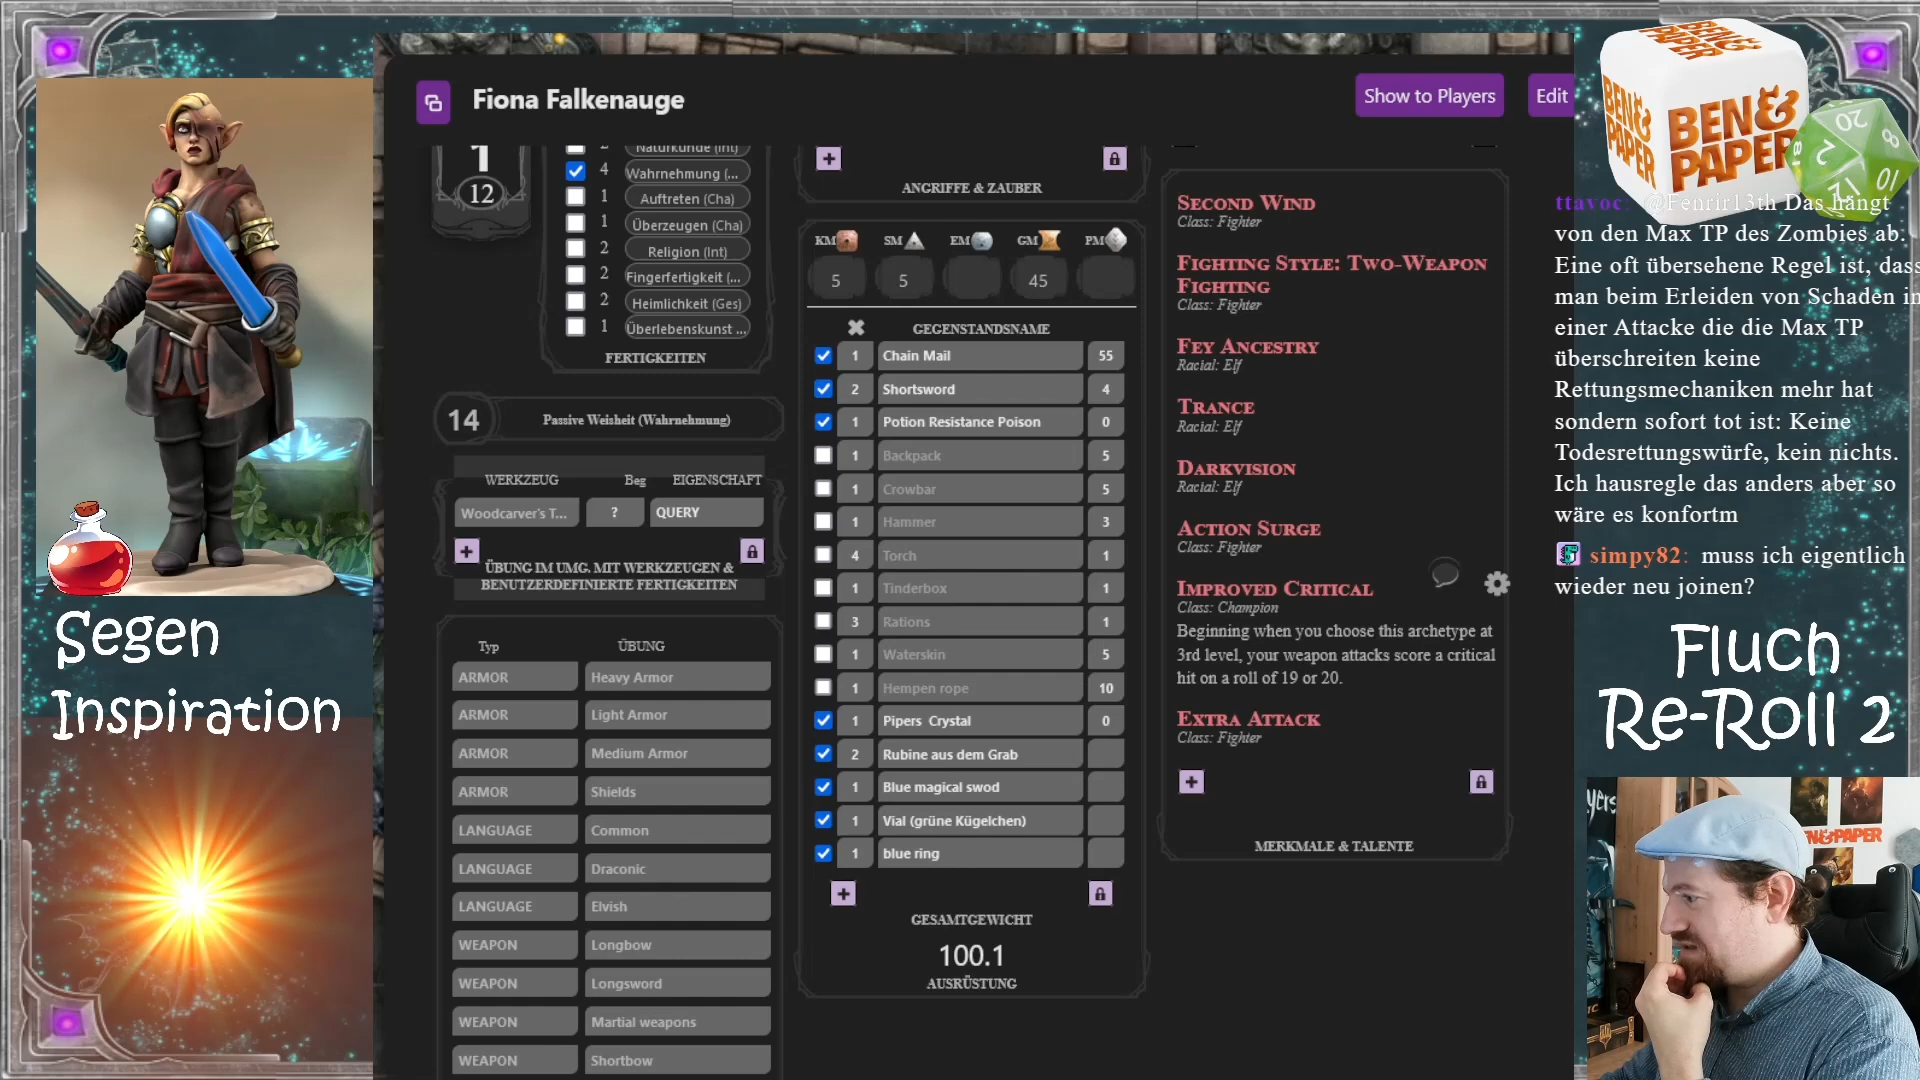 Fiona Falkenauge
Show to Players
Edit
1
12
2 Naturkunde (Int)
4 Wahrnehmung (...
1 Auftreten (Cha)
1 Überzeugen (Cha)
2 Religion (Int)
2 Fingerfertigkeit (...
2 Heimlichkeit (Ges)
1 Überlebenskunst ...
FERTIGKEITEN
14 Passive Weisheit (Wahrnehmung)
WERKZEUG Beg EIGENSCHAFT
Woodcarver's T... ? QUERY
ÜBUNG IM UMG. MIT WERKZEUGEN &
BENUTZERDEFINIERTE FERTIGKEITEN
Typ ÜBUNG
ARMOR Heavy Armor
ARMOR Light Armor
ARMOR Medium Armor
ARMOR Shields
LANGUAGE Common
LANGUAGE Draconic
LANGUAGE Elvish
WEAPON Longbow
WEAPON Longsword
WEAPON Martial weapons
WEAPON Shortbow
ANGRIFFE & ZAUBER
KM SM EM GM PM
5 5 45
GEGENSTANDSNAME
1 Chain Mail 55
2 Shortsword 4
1 Potion Resistance Poison 0
1 Backpack 5
1 Crowbar 5
1 Hammer 3
4 Torch 1
1 Tinderbox 1
3 Rations 1
1 Waterskin 5
1 Hempen rope 10
1 Pipers Crystal 0
2 Rubine aus dem Grab
1 Blue magical swod
1 Vial (grüne Kügelchen)
1 blue ring
GESAMTGEWICHT
100.1
AUSRÜSTUNG
SECOND WIND
Class: Fighter
FIGHTING STYLE: TWO-WEAPON
FIGHTING
Class: Fighter
FEY ANCESTRY
Racial: Elf
TRANCE
Racial: Elf
DARKVISION
Racial: Elf
ACTION SURGE
Class: Fighter
IMPROVED CRITICAL
Class: Champion
Beginning when you choose this archetype at
3rd level, your weapon attacks score a critical
hit on a roll of 19 or 20.
EXTRA ATTACK
Class: Fighter
MERKMALE & TALENTE
BEN&
PAPER
ttavoc: @Fenrir13th Das hängt
von den Max TP des Zombies ab.
Eine oft übersehene Regel ist, dass
man beim Erleiden von Schaden in
einer Attacke die die Max TP
überschreiten keine
Rettungsmechaniken mehr hat
sondern sofort tot ist: Keine
Todesrettungswürfe, kein nichts.
Ich hausregle das anders aber so
wäre es konfortm
simpy82: muss ich eigentlich
wieder neu joinen?
Segen
Inspiration
Fluch
Re-Roll 2